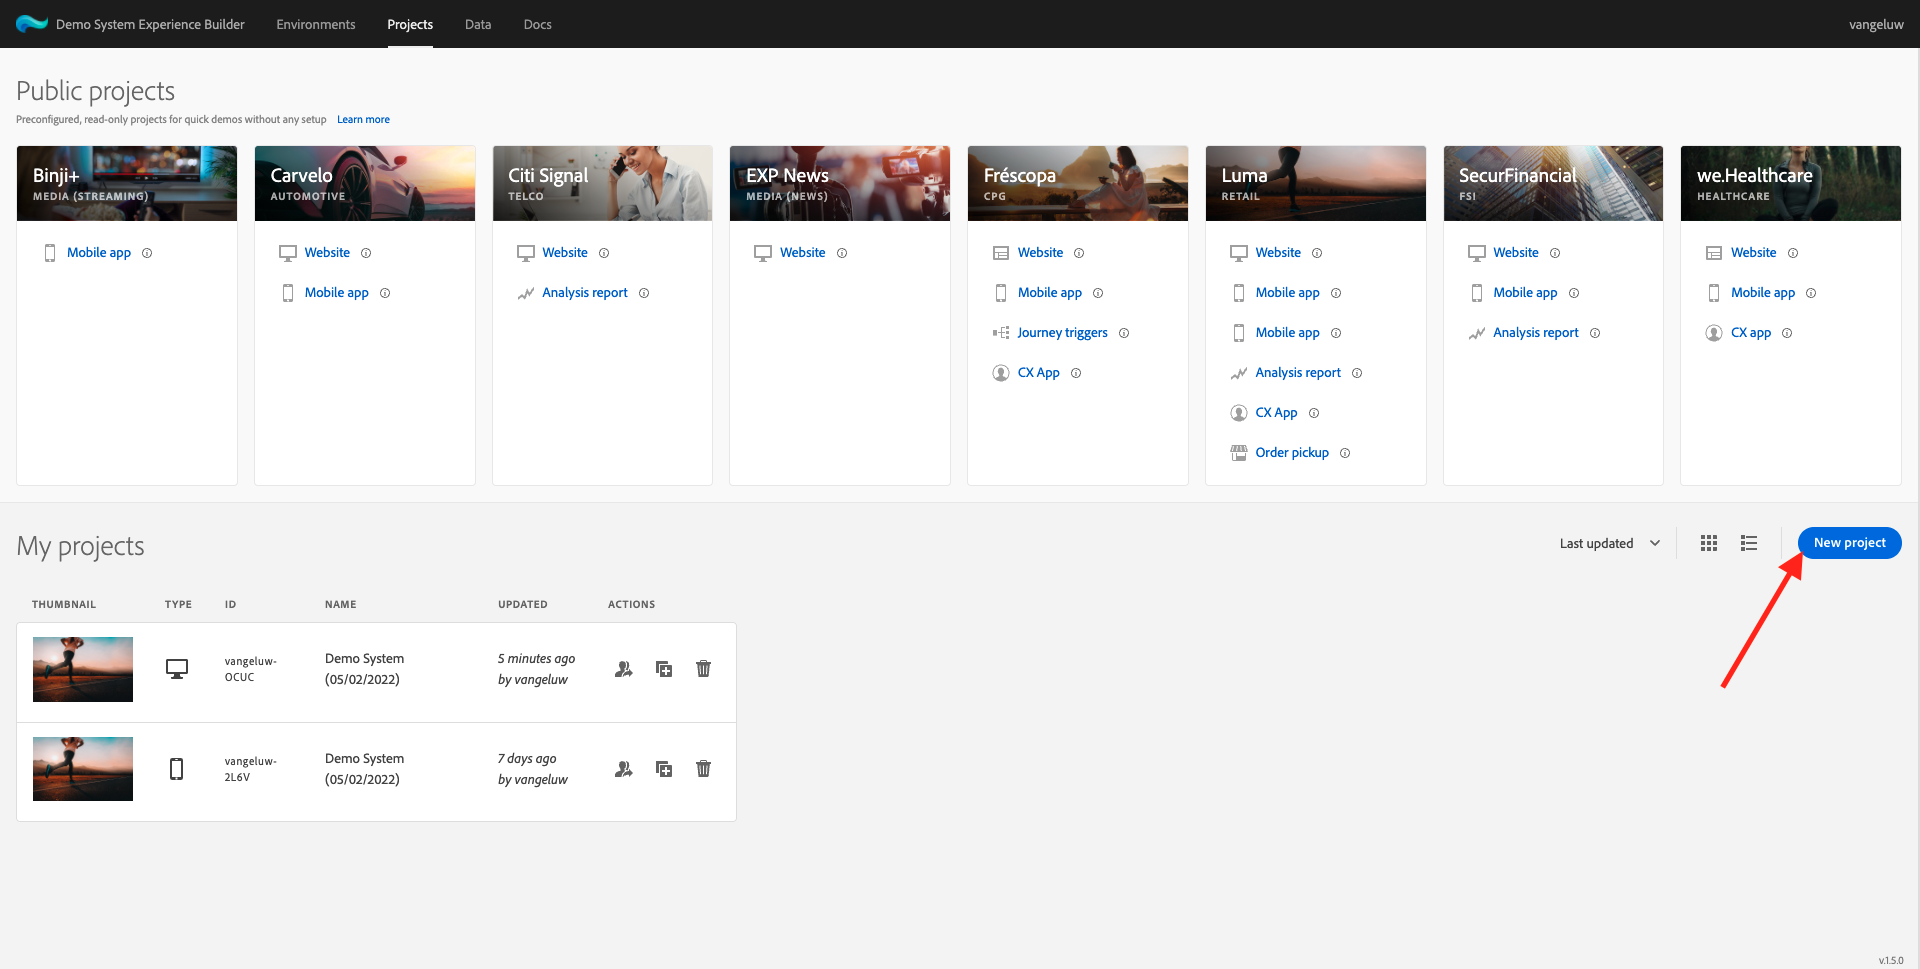 Demo System Experience Builder
Environments
Projects
Data
Docs
vangeluw
Public projects
Preconfigured, read-only projects for quick demos without any setup Learn more
Binji+
MEDIA (STREAMING)
Mobile app
Carvelo
AUTOMOTIVE
Website
Mobile app
Citi Signal
TELCO
Website
Analysis report
EXP News
MEDIA (NEWS)
Website
Fréscopa
CPG
Website
Mobile app
Journey triggers
CX App
Luma
RETAIL
Website
Mobile app
Mobile app
Analysis report
CX App
Order pickup
SecurFinancial
FSI
Website
Mobile app
Analysis report
we.Healthcare
HEALTHCARE
Website
Mobile app
CX app
My projects
Last updated
New project
THUMBNAIL TYPE ID NAME UPDATED ACTIONS
vangeluw-
OCUC
Demo System
(05/02/2022)
5 minutes ago
by vangeluw
vangeluw-
2L6V
Demo System
(05/02/2022)
7 days ago
by vangeluw
v.1.5.0